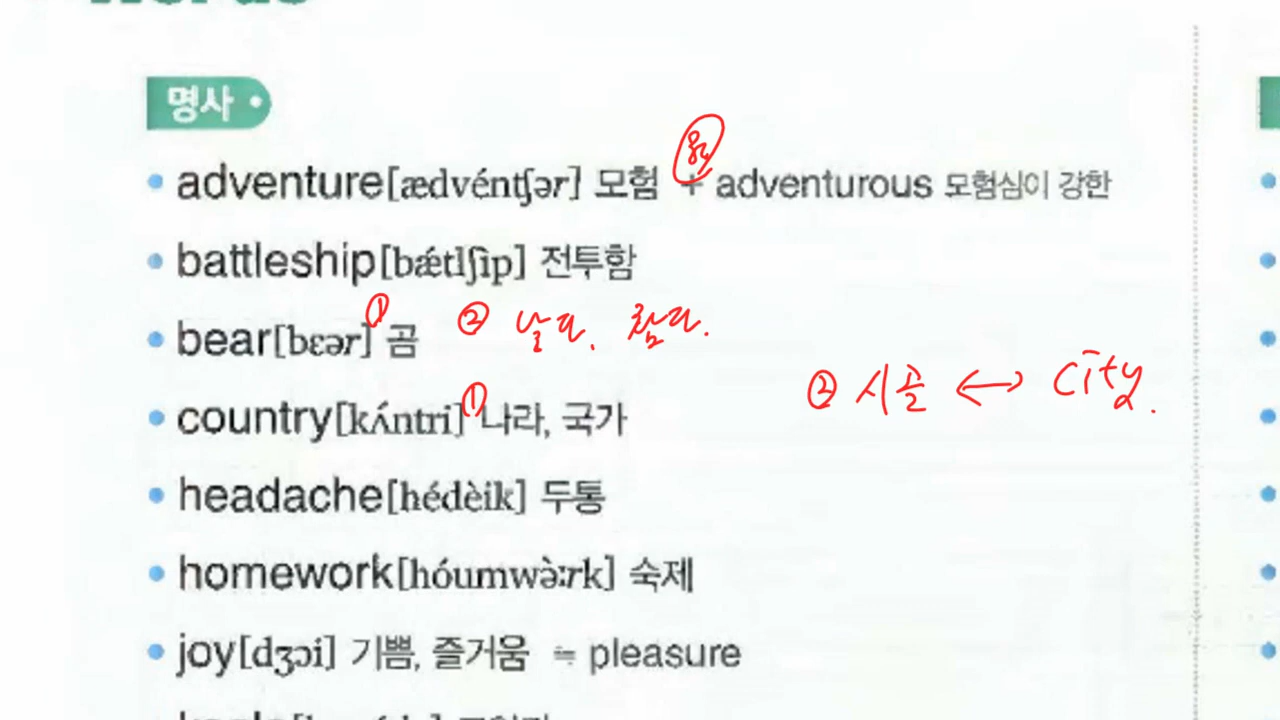 명사
adventure[ædvéntʃər] 모험 + adventurous 모험심이 강한
battleship[bǽtlʃìp] 전투함
bear[bɛər] ① 곰 ② 낳다. 참다.
country[kʌ́ntri] ① 나라, 국가 ② 시골 ↔ city.
headache[hédèik] 두통
homework[hóumwə̀ːrk] 숙제
joy[dʒɔi] 기쁨, 즐거움 ≒ pleasure